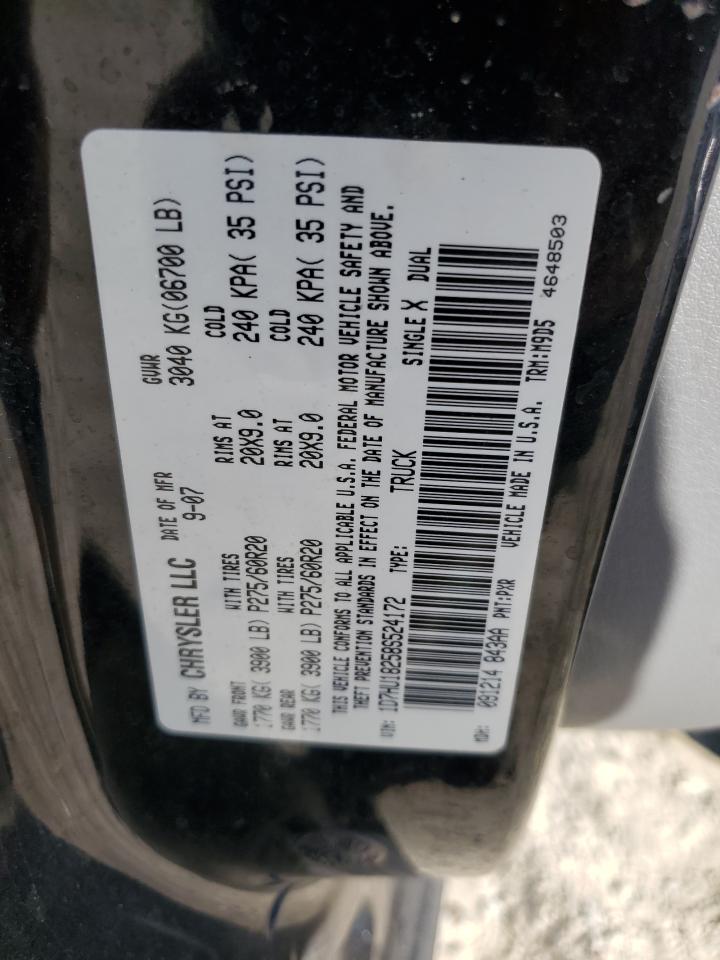 MFD BY CHRYSLER LLC DATE OF MFR 9-07 GVWR 3040 KG(06700 LB)
GAWR FRONT WITH TIRES RIMS AT COLD
1770 KG( 3900 LB) P275/60R20 20X9.0 240 KPA( 35 PSI)
GAWR REAR WITH TIRES RIMS AT COLD
1770 KG( 3900 LB) P275/60R20 20X9.0 240 KPA( 35 PSI)
THIS VEHICLE CONFORMS TO ALL APPLICABLE U.S.A. FEDERAL MOTOR VEHICLE SAFETY AND
THEFT PREVENTION STANDARDS IN EFFECT ON THE DATE OF MANUFACTURE SHOWN ABOVE.
VIN: 1D7HU18258S524172 TYPE: TRUCK SINGLE X DUAL
MDH: 091214 843AA PNT:PXR VEHICLE MADE IN U.S.A. TRM:M9D5 4648503